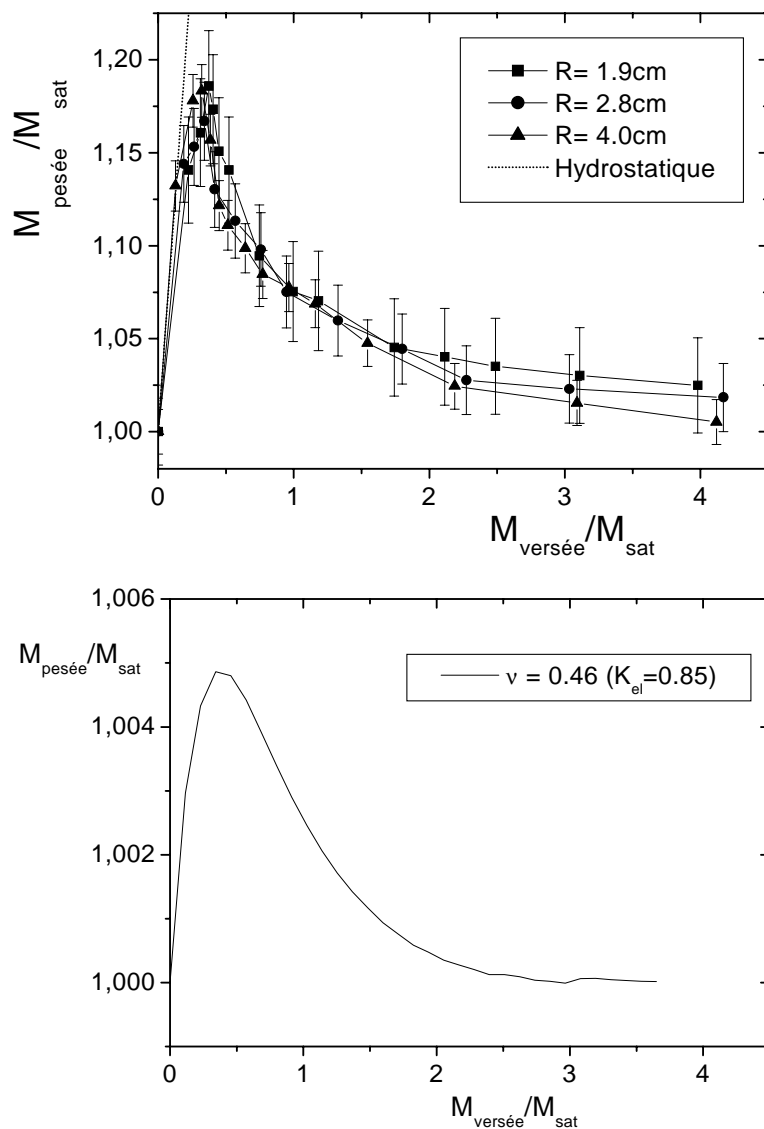 1,20
1,15
1,10
1,05
1,00
M pesée /M sat
R= 1.9cm
R= 2.8cm
R= 4.0cm
Hydrostatique
0 1 2 3 4
M versée /M sat
1,006
1,004
1,002
1,000
M pesée /M sat
ν = 0.46 (K el =0.85)
0 1 2 3 4
M versée /M sat